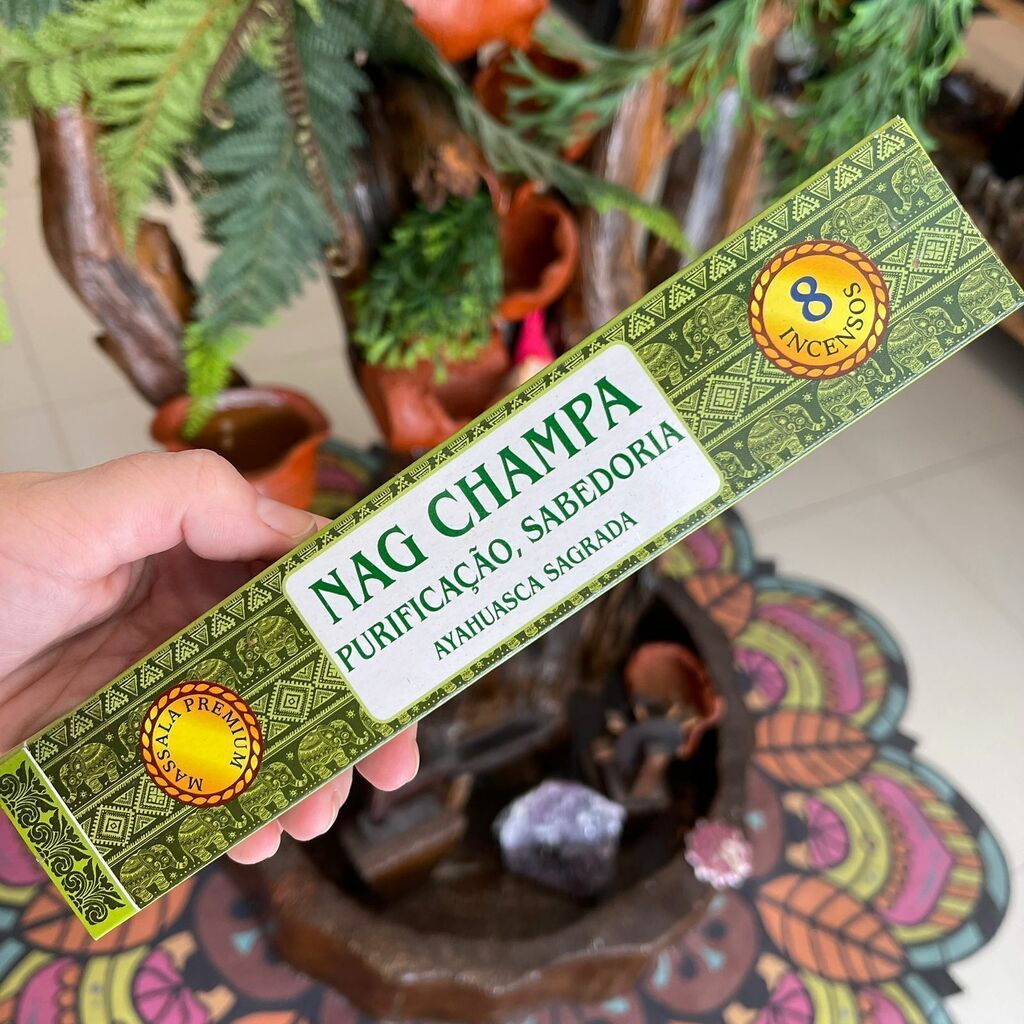 NAG CHAMPA
PURIFICAÇÃO, SABEDORIA
AYAHUASCA SAGRADA
8
INCENSOS
MASSALA PREMIUM